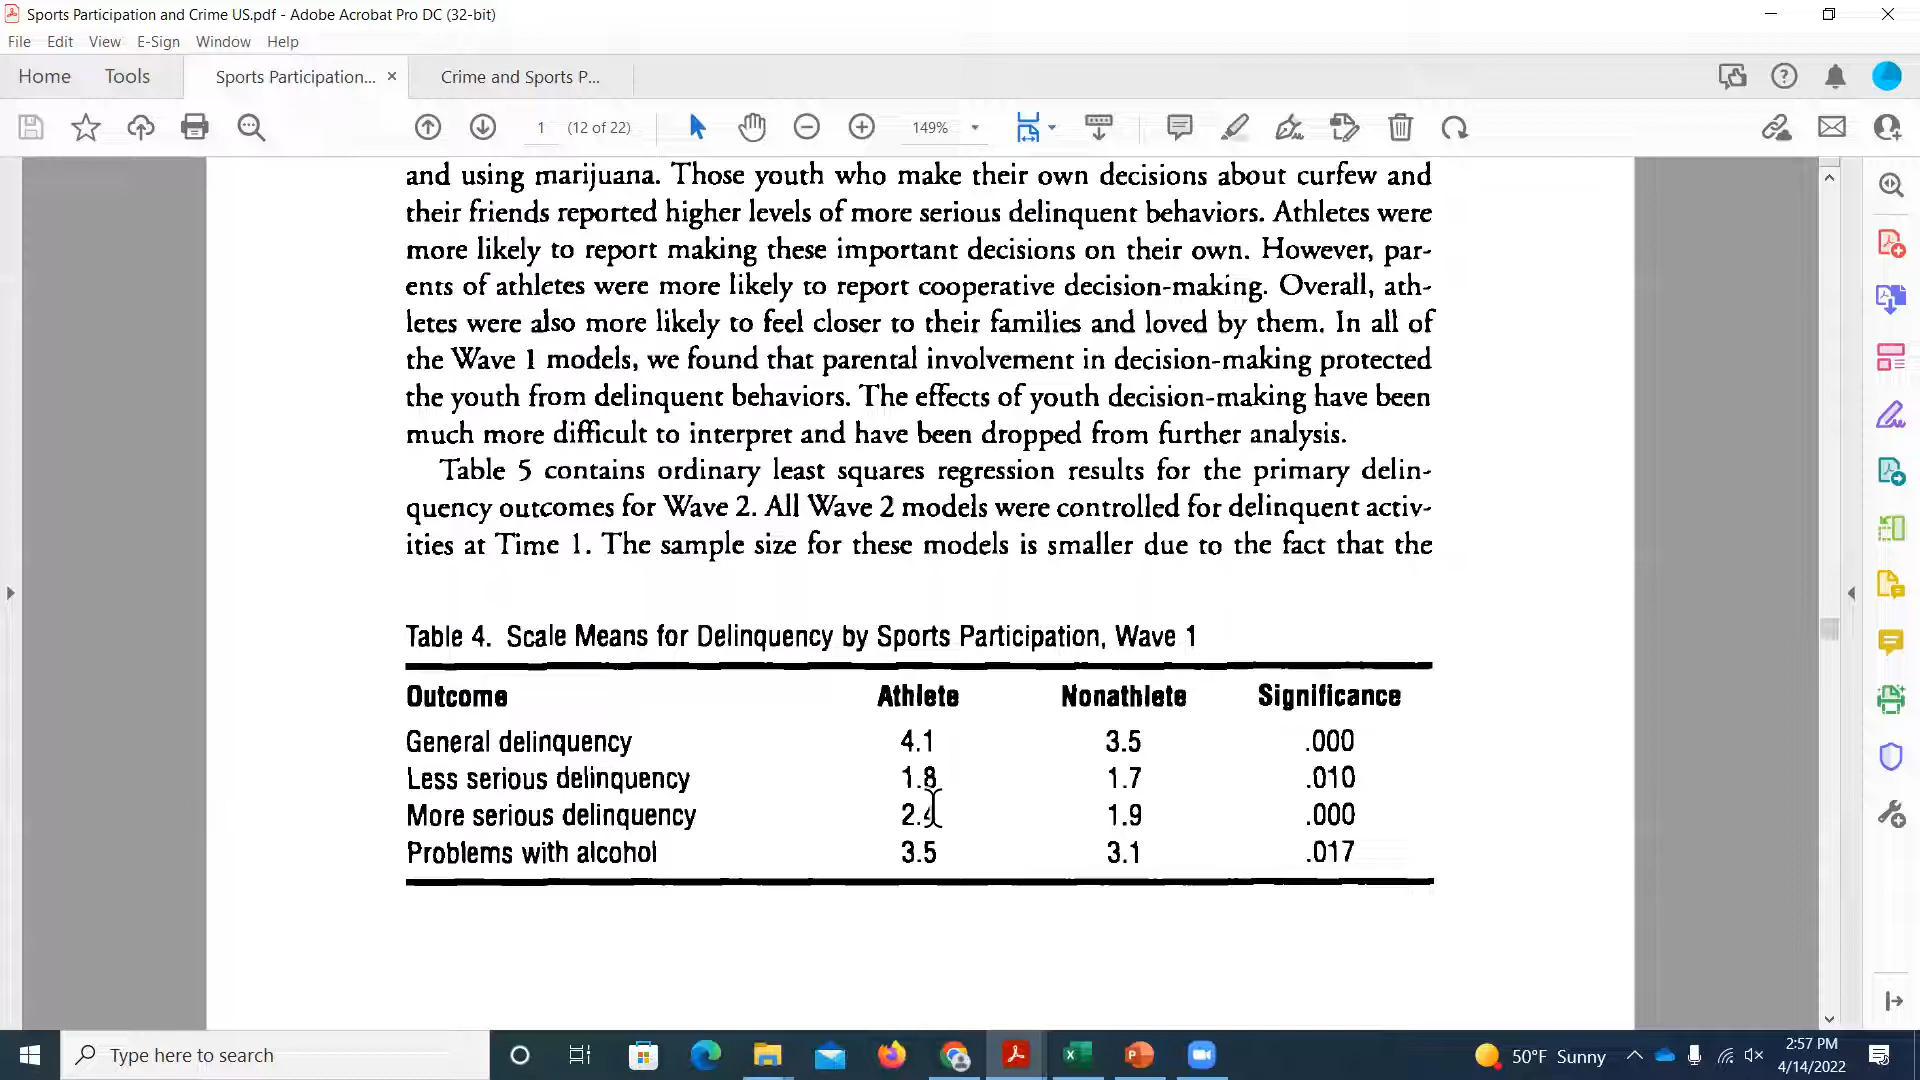 Sports Participation and Crime US.pdf - Adobe Acrobat Pro DC (32-bit)
File Edit View E-Sign Window Help
Home Tools Sports Participation... × Crime and Sports P...
1 (12 of 22) 149%
and using marijuana. Those youth who make their own decisions about curfew and
their friends reported higher levels of more serious delinquent behaviors. Athletes were
more likely to report making these important decisions on their own. However, par-
ents of athletes were more likely to report cooperative decision-making. Overall, ath-
letes were also more likely to feel closer to their families and loved by them. In all of
the Wave 1 models, we found that parental involvement in decision-making protected
the youth from delinquent behaviors. The effects of youth decision-making have been
much more difficult to interpret and have been dropped from further analysis.
Table 5 contains ordinary least squares regression results for the primary delin-
quency outcomes for Wave 2. All Wave 2 models were controlled for delinquent activ-
ities at Time 1. The sample size for these models is smaller due to the fact that the
Table 4. Scale Means for Delinquency by Sports Participation, Wave 1
Outcome Athlete Nonathlete Significance
General delinquency 4.1 3.5 .000
Less serious delinquency 1.8 1.7 .010
More serious delinquency 1.9 .000
Problems with alcohol 3.5 3.1 .017
Type here to search
50°F Sunny
2:57 PM
4/14/2022